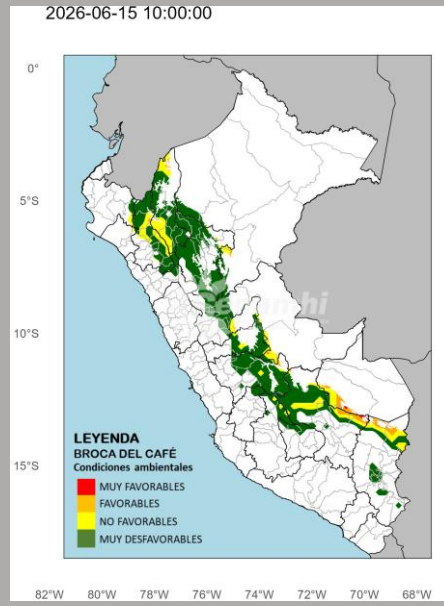 2026-06-15 10:00:00
0°
5°S
10°S
15°S
LEYENDA
BROCA DEL CAFÉ
Condiciones ambientales
MUY FAVORABLES
FAVORABLES
NO FAVORABLES
MUY DESFAVORABLES
82°W 80°W 78°W 76°W 74°W 72°W 70°W 68°W